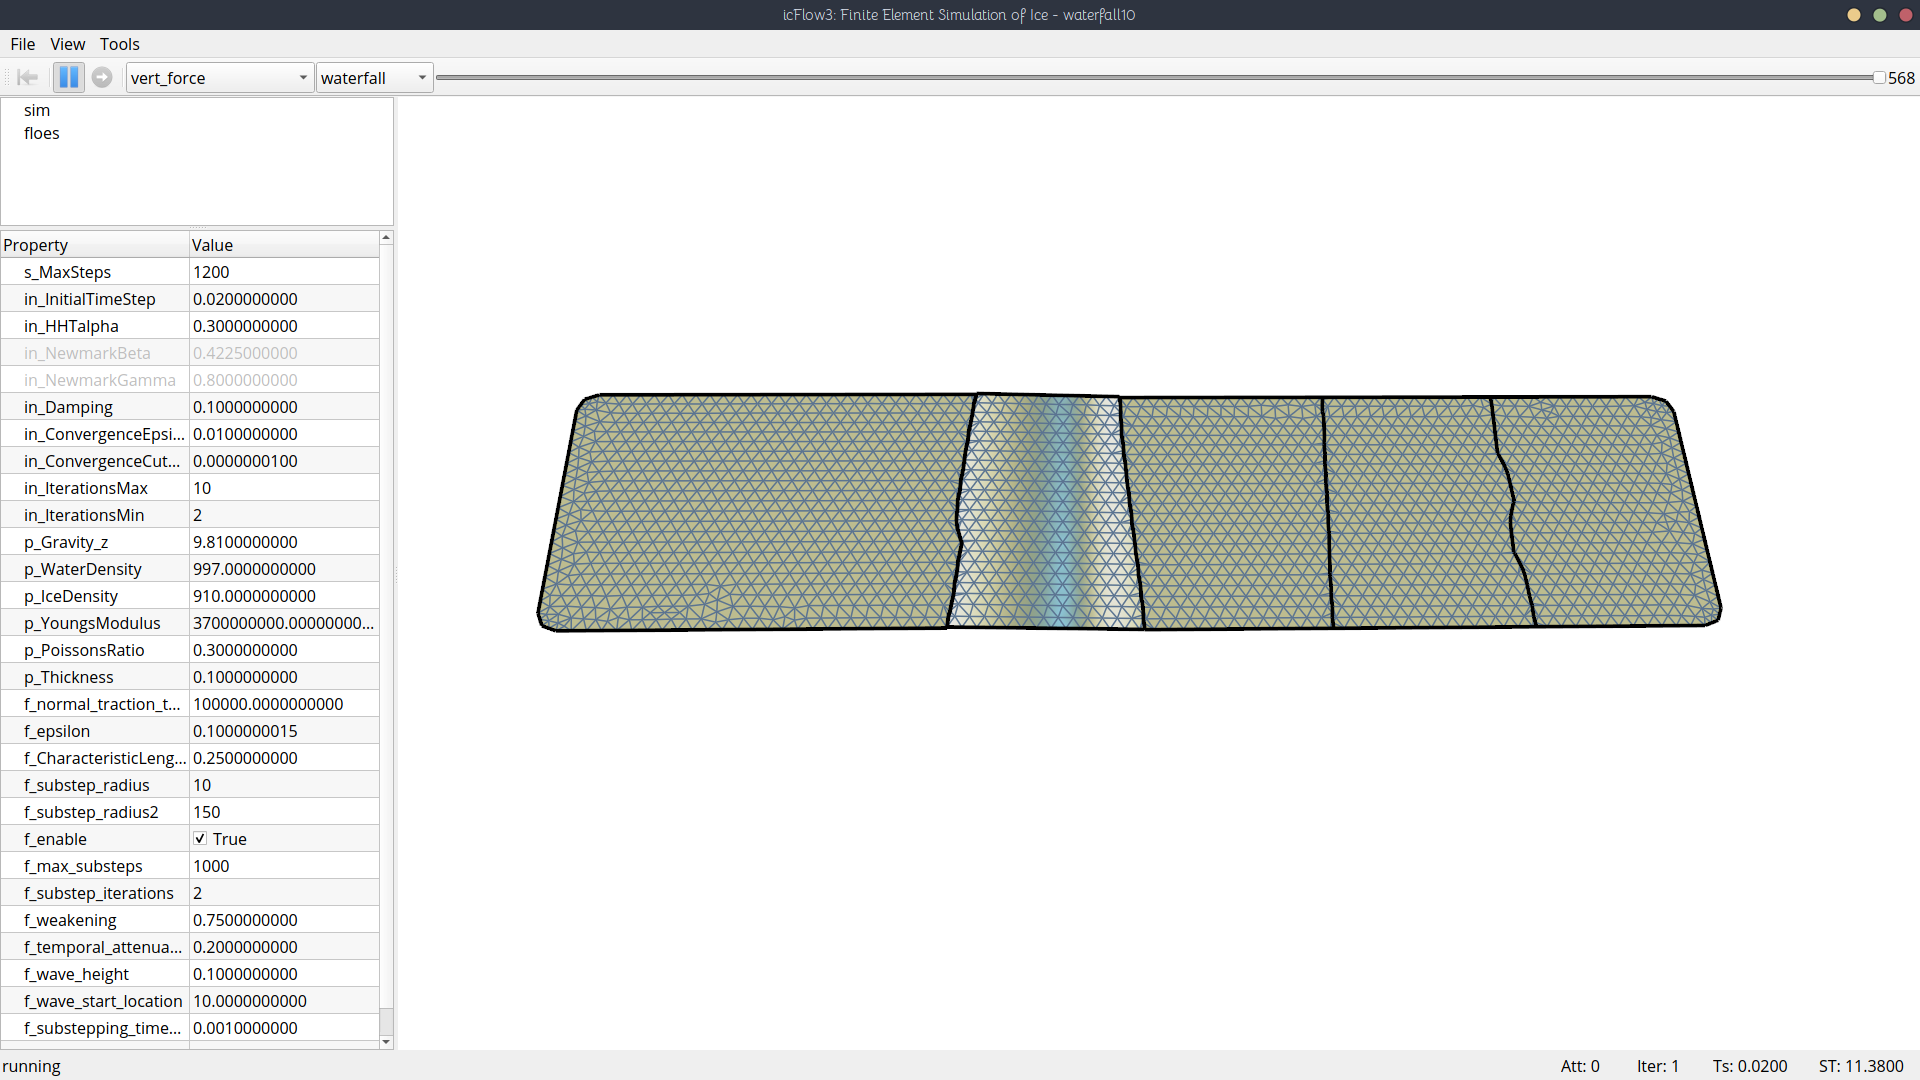 icFlow3: Finite Element Simulation of Ice - waterfall10
File View Tools
vert_force waterfall 568
sim
floes
Property Value
s_MaxSteps 1200
in_InitialTimeStep 0.0200000000
in_HHTalpha 0.3000000000
in_NewmarkBeta 0.4225000000
in_NewmarkGamma 0.8000000000
in_Damping 0.1000000000
in_ConvergenceEpsi... 0.0100000000
in_ConvergenceCut... 0.0000000100
in_IterationsMax 10
in_IterationsMin 2
p_Gravity_z 9.8100000000
p_WaterDensity 997.0000000000
p_IceDensity 910.0000000000
p_YoungsModulus 3700000000.00000000...
p_PoissonsRatio 0.3000000000
p_Thickness 0.1000000000
f_normal_traction_t... 100000.0000000000
f_epsilon 0.1000000015
f_CharacteristicLeng... 0.2500000000
f_substep_radius 10
f_substep_radius2 150
f_enable True
f_max_substeps 1000
f_substep_iterations 2
f_weakening 0.7500000000
f_temporal_attenua... 0.2000000000
f_wave_height 0.1000000000
f_wave_start_location 10.0000000000
f_substepping_time... 0.0010000000
running Att: 0 Iter: 1 Ts: 0.0200 ST: 11.3800